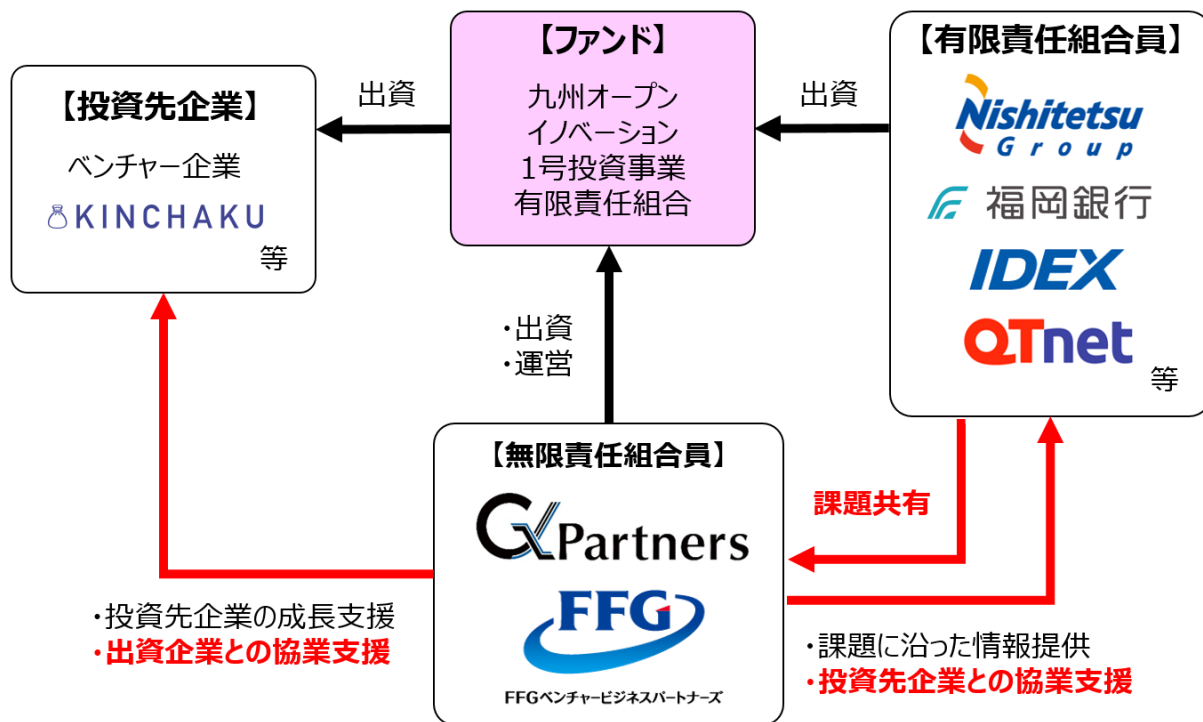 【投資先企業】
ベンチャー企業
KINCHAKU
等
出資
【ファンド】
九州オープン
イノベーション
1号投資事業
有限責任組合
出資
【有限責任組合員】
Nishitetsu
Group
福岡銀行
IDEX
QTnet
等
・出資
・運営
【無限責任組合員】
GxPartners
FFG
FFGベンチャービジネスパートナーズ
課題共有
・投資先企業の成長支援
・出資企業との協業支援
・課題に沿った情報提供
・投資先企業との協業支援